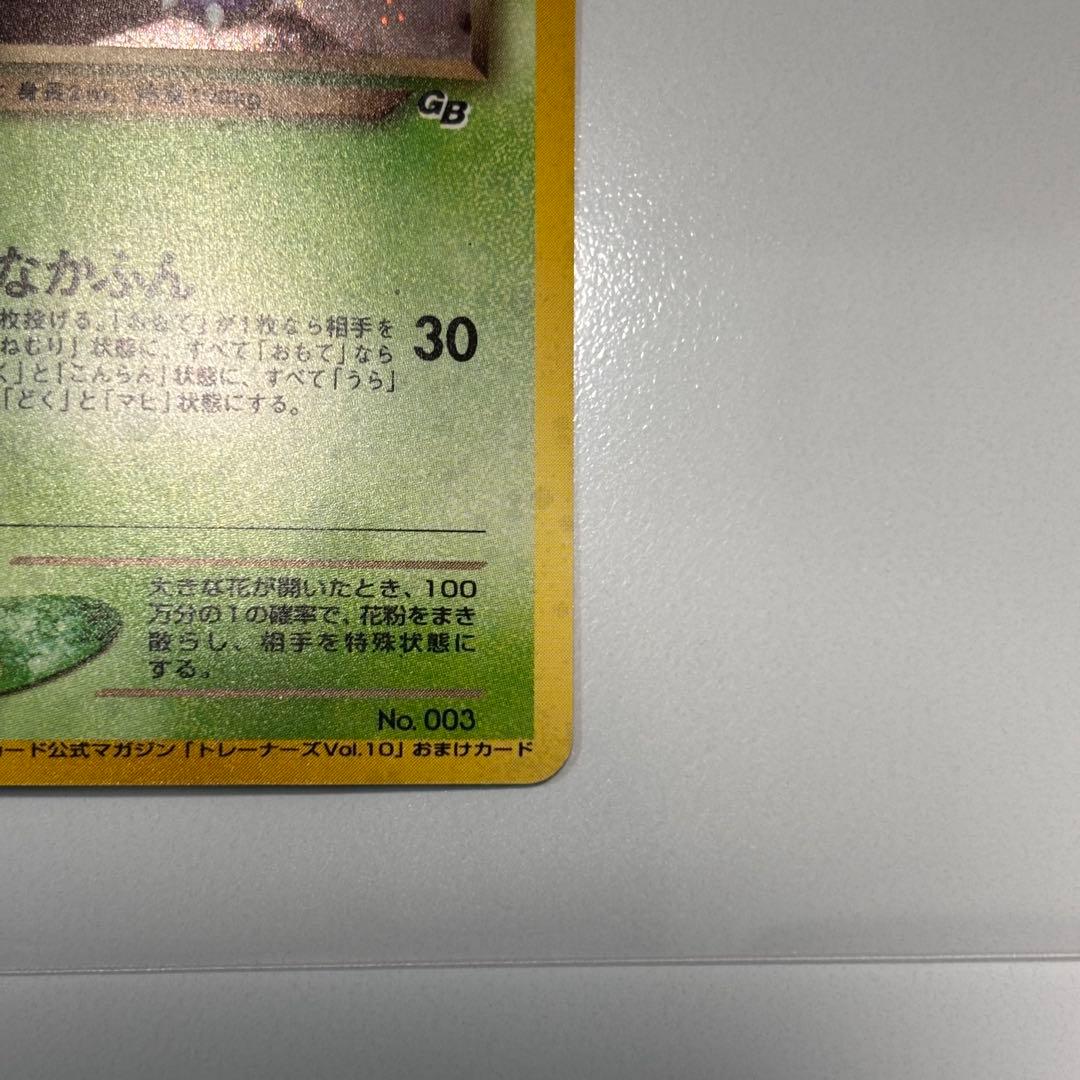 身長2m
GB
なかふん
枚投げる。「おもて」が1枚なら相手を
ねむり」状態に、すべて「おもて」なら
く」と「こんらん」状態に、すべて「うら」
「どく」と「マヒ」状態にする。
30
大きな花が開いたとき、100
万分の1の確率で、花粉をまき
散らし、相手を特殊状態に
する。
No. 003
カード公式マガジン「トレーナーズVol.10」おまけカード